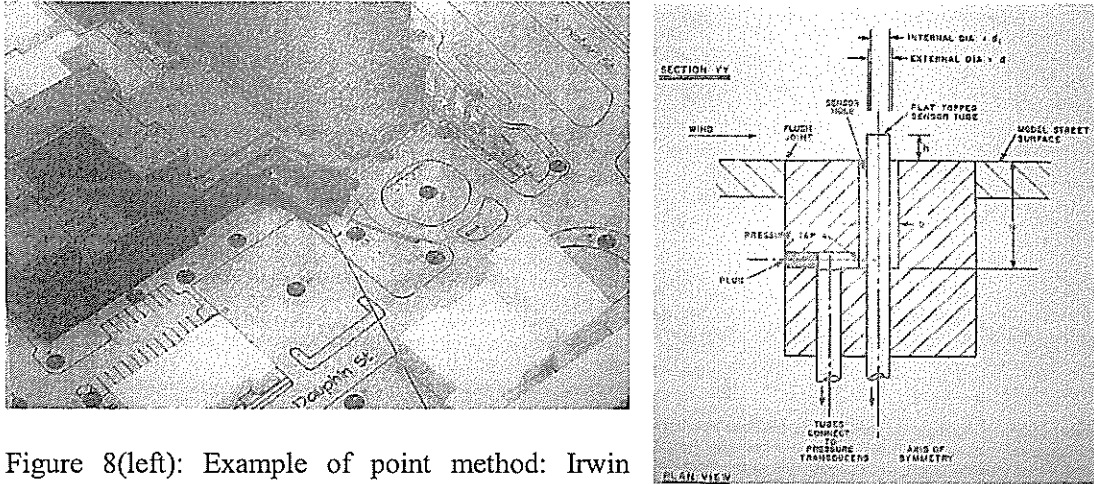 Dauphin St.
SECTION YY
INTERNAL DIA = d₁
EXTERNAL DIA = d
SENSOR
HOLE
FLAT TOPPED
SENSOR TUBE
WIND
FLUSH
JOINT
MODEL STREET
SURFACE
h
PRESSURE TAP
PLUG
TUBES
CONNECT
TO
PRESSURE
TRANSDUCERS
AXIS OF
SYMMETRY
PLAN VIEW
Figure 8(left): Example of point method: Irwin